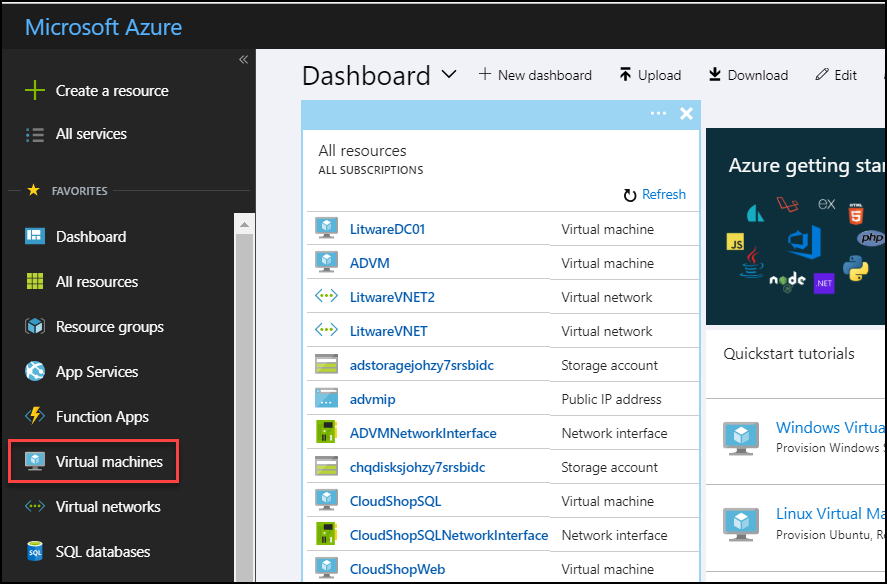 Microsoft Azure
«
Create a resource
All services
FAVORITES
Dashboard
All resources
Resource groups
App Services
Function Apps
Virtual machines
Virtual networks
SQL
SQL databases
Dashboard
New dashboard
Upload
Download
Edit
All resources
ALL SUBSCRIPTIONS
Refresh
LitwareDC01 Virtual machine
ADVM Virtual machine
LitwareVNET2 Virtual network
LitwareVNET Virtual network
adstoragejohzy7srsbidc Storage account
advmip Public IP address
ADVMNetworkInterface Network interface
chqdisksjohzy7srsbidc Storage account
CloudShopSQL Virtual machine
CloudShopSQLNetworkInterface Network interface
CloudShopWeb Virtual machine
Azure getting star
ex
HTML
5
JS
php
Java
node
.NET
Quickstart tutorials
Windows Virtua
Provision Windows S
Linux Virtual Ma
Provision Ubuntu, Re